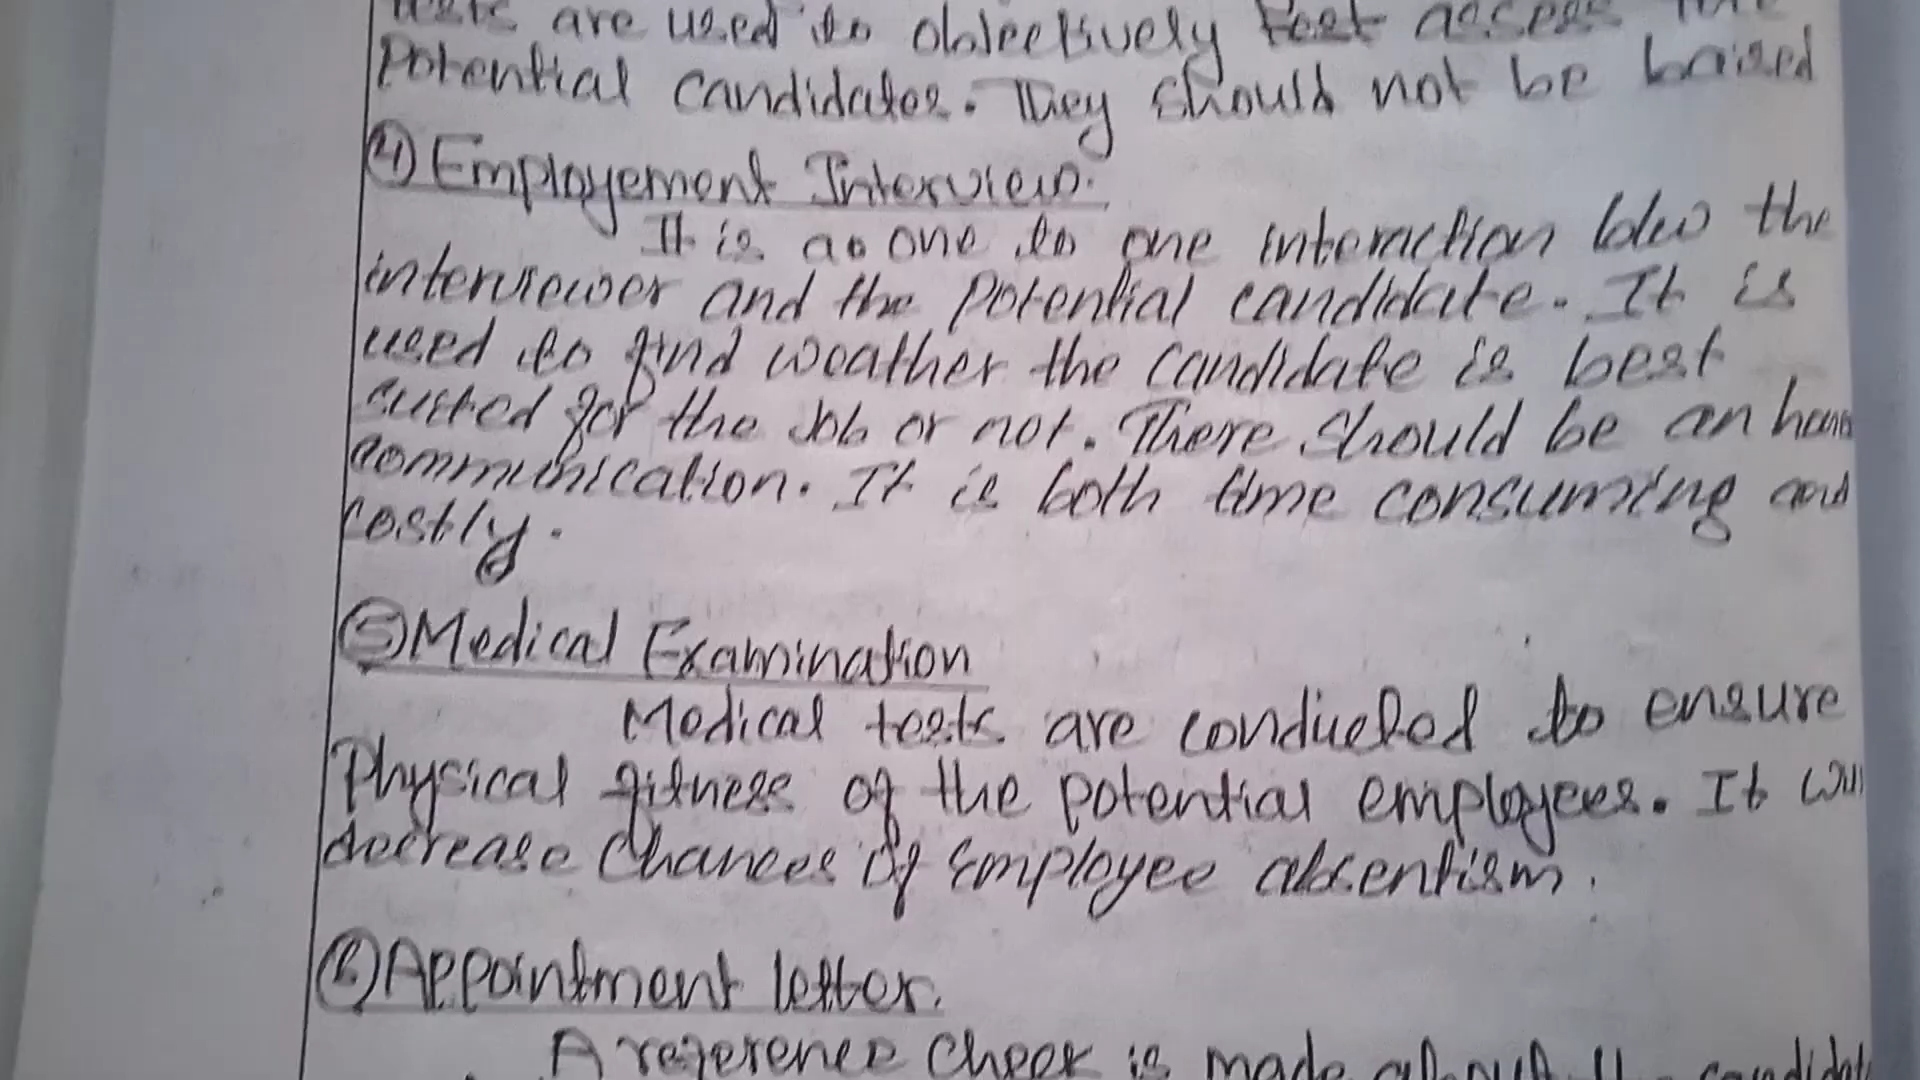 tests are used to objectively test assess the
Potential candidates. They should not be baised
④ Employement Interview.
It is ao one to one interaction b/w the
interviewer and the Potential candidate. It is
used to find weather the candidate is best
suited for the Job or not. There should be an
communication. It is both time consuming and
costly.
⑤ Medical Examination
Medical tests are conducted to ensure
Physical fitness of the potential employees. It will
decrease Chances of Employee absentism.
⑥ Appointment letter.
A reference Check is made about candidate